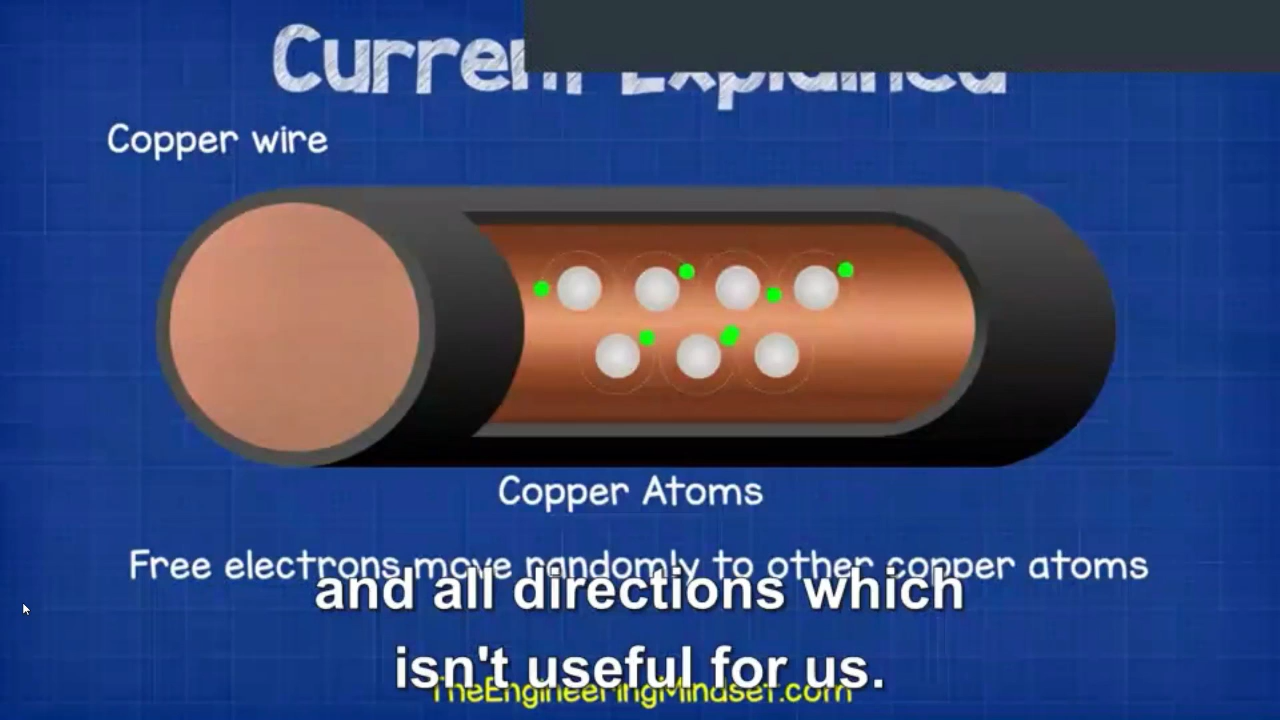 Current Explained
Copper wire
Copper Atoms
Free electrons move randomly to other copper atoms
and all directions which
isn't useful for us.
TheEngineeringMindset.com